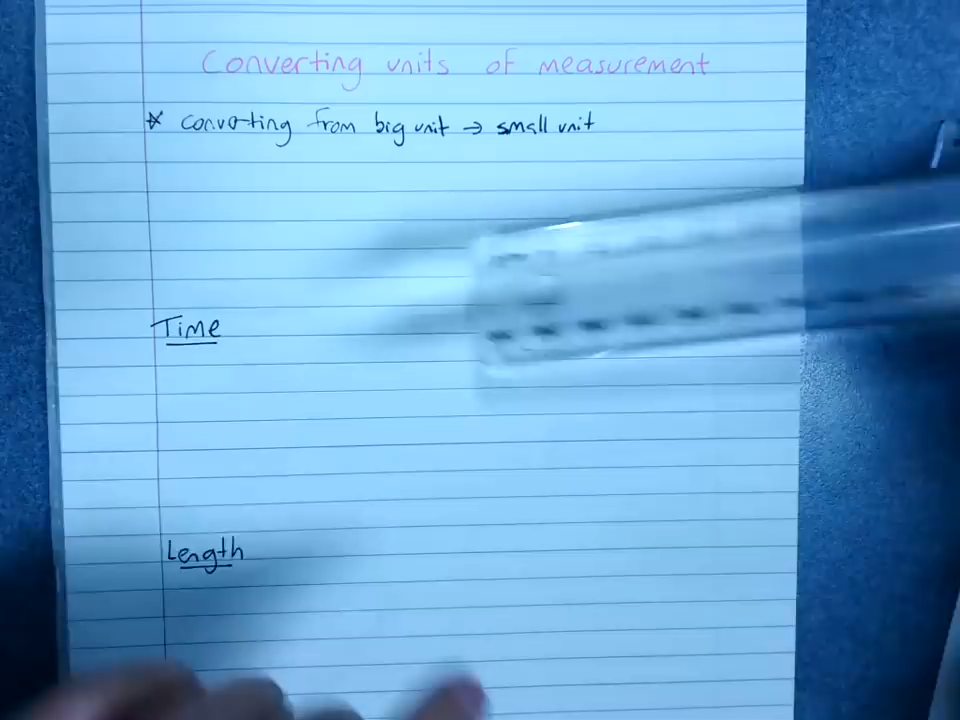 Converting units of measurement
* converting from big unit → small unit
Time
Length